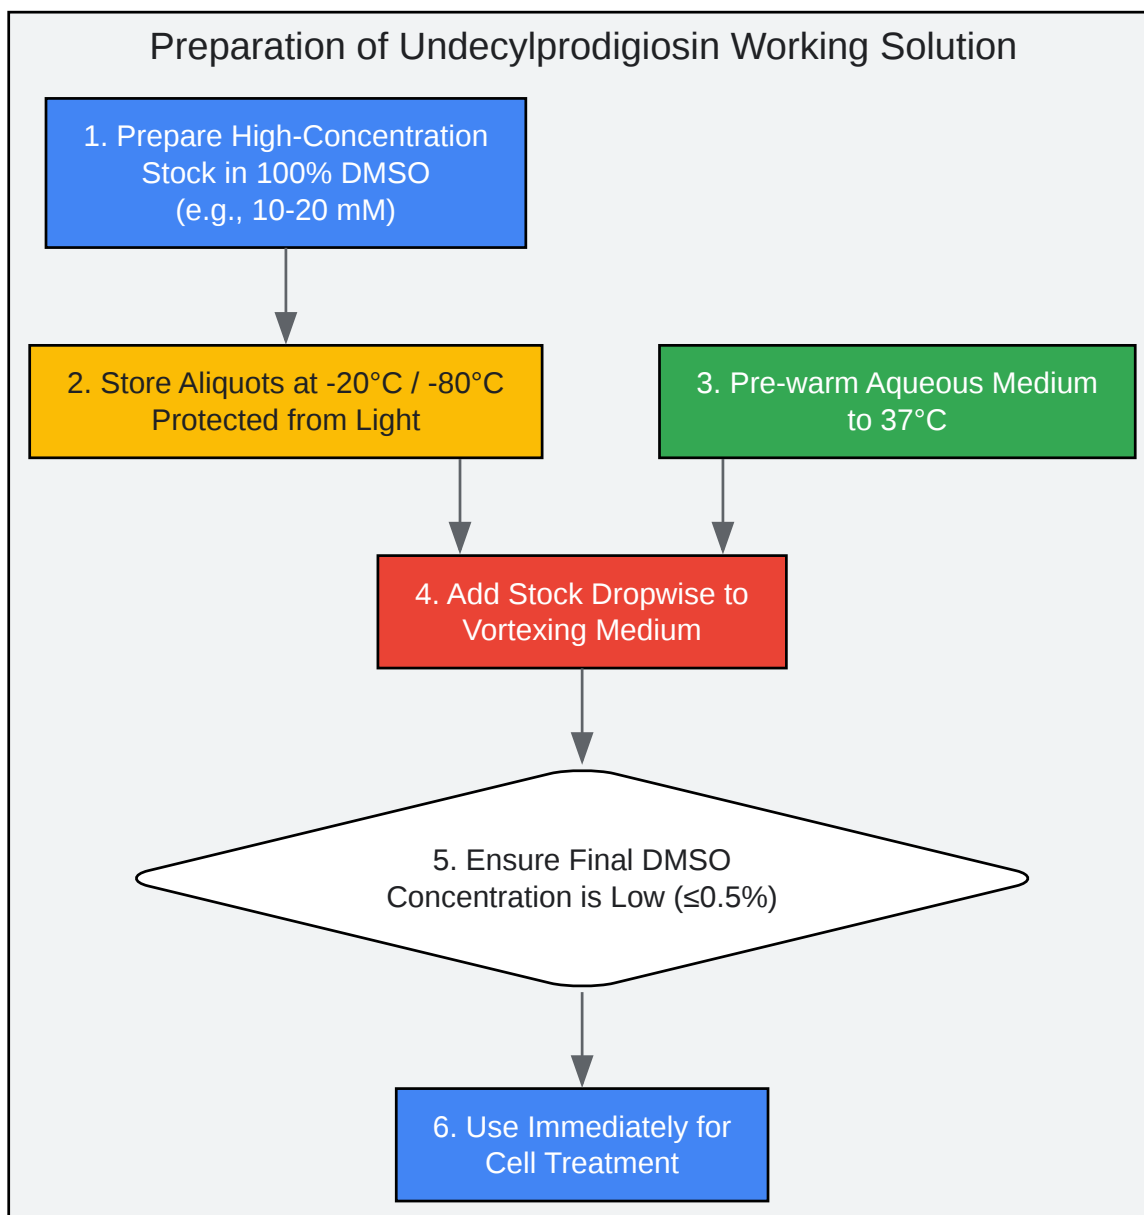 Preparation of Undecylprodigiosin Working Solution
1. Prepare High-Concentration
Stock in 100% DMSO
(e.g., 10-20 mM)
2. Store Aliquots at -20°C / -80°C
Protected from Light
3. Pre-warm Aqueous Medium
to 37°C
4. Add Stock Dropwise to
Vortexing Medium
5. Ensure Final DMSO
Concentration is Low (≤0.5%)
6. Use Immediately for
Cell Treatment